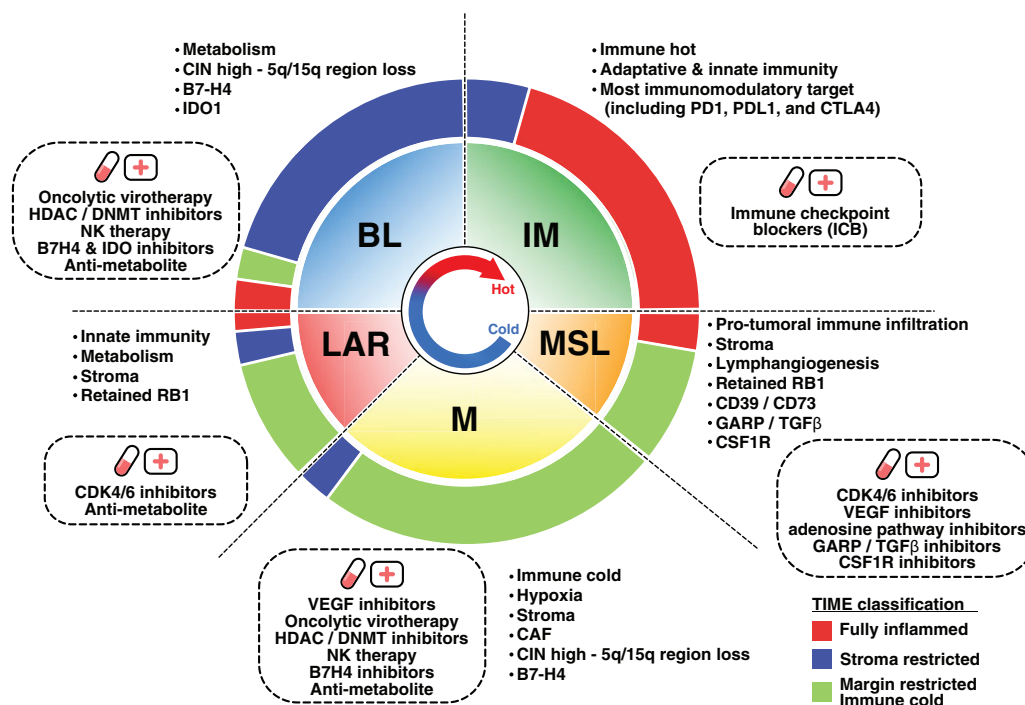 • Metabolism
• CIN high - 5q/15q region loss
• B7-H4
• IDO1
• Immune hot
• Adaptative & innate immunity
• Most immunomodulatory target
(including PD1, PDL1, and CTLA4)
Oncolytic virotherapy
HDAC / DNMT inhibitors
NK therapy
B7H4 & IDO inhibitors
Anti-metabolite
BL
IM
Immune checkpoint
blockers (ICB)
Hot
Cold
LAR
MSL
M
• Innate immunity
• Metabolism
• Stroma
• Retained RB1
• Pro-tumoral immune infiltration
• Stroma
• Lymphangiogenesis
• Retained RB1
• CD39 / CD73
• GARP / TGFβ
• CSF1R
CDK4/6 inhibitors
Anti-metabolite
CDK4/6 inhibitors
VEGF inhibitors
adenosine pathway inhibitors
GARP / TGFβ inhibitors
CSF1R inhibitors
VEGF inhibitors
Oncolytic virotherapy
HDAC / DNMT inhibitors
NK therapy
B7H4 inhibitors
Anti-metabolite
• Immune cold
• Hypoxia
• Stroma
• CAF
• CIN high - 5q/15q region loss
• B7-H4
TIME classification
Fully inflammed
Stroma restricted
Margin restricted
Immune cold